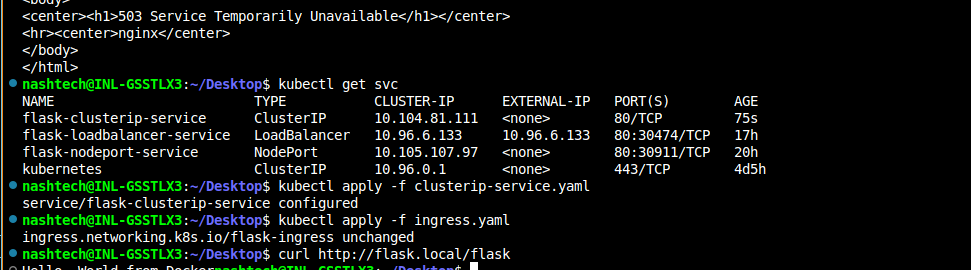 <body>
<center><h1>503 Service Temporarily Unavailable</h1></center>
<hr><center>nginx</center>
</body>
</html>
nashtech@INL-GSSTLX3:~/Desktop$ kubectl get svc
NAME TYPE CLUSTER-IP EXTERNAL-IP PORT(S) AGE
flask-clusterip-service ClusterIP 10.104.81.111 <none> 80/TCP 75s
flask-loadbalancer-service LoadBalancer 10.96.6.133 10.96.6.133 80:30474/TCP 17h
flask-nodeport-service NodePort 10.105.107.97 <none> 80:30911/TCP 20h
kubernetes ClusterIP 10.96.0.1 <none> 443/TCP 4d5h
nashtech@INL-GSSTLX3:~/Desktop$ kubectl apply -f clusterip-service.yaml
service/flask-clusterip-service configured
nashtech@INL-GSSTLX3:~/Desktop$ kubectl apply -f ingress.yaml
ingress.networking.k8s.io/flask-ingress unchanged
nashtech@INL-GSSTLX3:~/Desktop$ curl http://flask.local/flask
Hello, World from Dockernashtech@INL-GSSTLX3:~/Desktop$